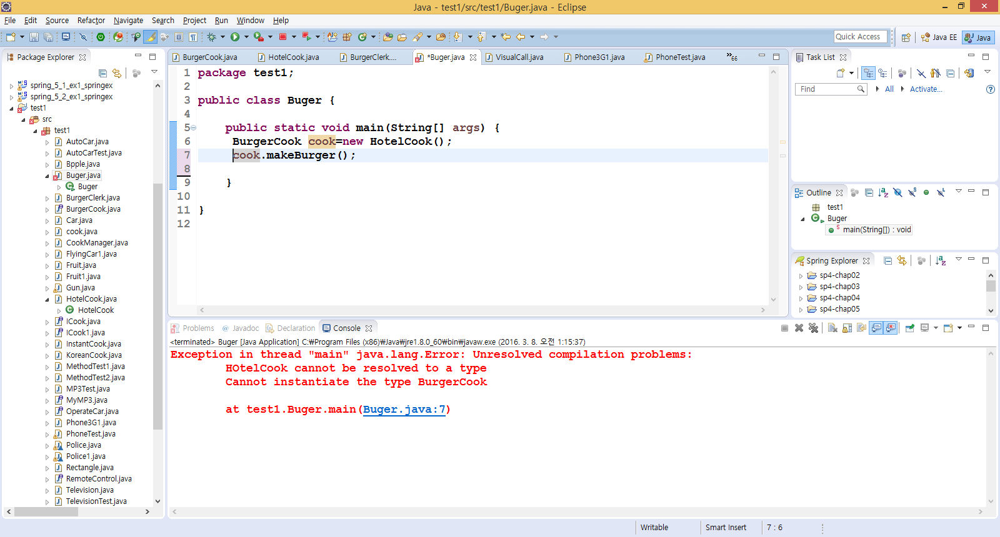 Java - test1/src/test1/Buger.java - Eclipse
File Edit Source Refactor Navigate Search Project Run Window Help
Quick Access
Java EE
Java
Package Explorer
spring_5_1_ex1_springex
spring_5_2_ex1_springex
test1
src
test1
AutoCar.java
AutoCarTest.java
Bpple.java
Buger.java
Buger
BurgerClerk.java
BurgerCook.java
Car.java
cook.java
CookManager.java
FlyingCar1.java
Fruit.java
Fruit1.java
Gun.java
HotelCook.java
HotelCook
ICook.java
ICook1.java
InstantCook.java
KoreanCook.java
MethodTest1.java
MethodTest2.java
MP3Test.java
MyMP3.java
OperateCar.java
Phone3G1.java
PhoneTest.java
Police.java
Police1.java
Rectangle.java
RemoteControl.java
Television.java
TelevisionTest.java
BurgerCook.java HotelCook.java BurgerClerk.... *Buger.java VisualCall.java Phone3G1.java PhoneTest.java »66
1 package test1;
2
3 public class Buger {
4
5 public static void main(String[] args) {
6 BurgerCook cook=new HotelCook();
7 cook.makeBurger();
8
9 }
10
11 }
12
Task List
Find All Activate...
Outline
test1
Buger
main(String[]) : void
Spring Explorer
sp4-chap02
sp4-chap03
sp4-chap04
sp4-chap05
Problems @ Javadoc Declaration Console
<terminated> Buger [Java Application] C:₩Program Files (x86)₩Java₩jre1.8.0_60₩bin₩javaw.exe (2016. 3. 8. 오전 1:15:37)
Exception in thread "main" java.lang.Error: Unresolved compilation problems:
HOtelCook cannot be resolved to a type
Cannot instantiate the type BurgerCook
at test1.Buger.main(Buger.java:7)
Writable Smart Insert 7 : 6